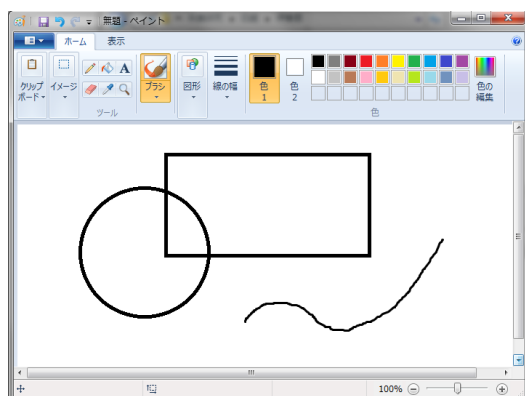 無題 - ペイント
ホーム 表示
クリップボード
イメージ
A
ツール
ブラシ
図形
線の幅
色
1
色
2
色の
編集
色
100%